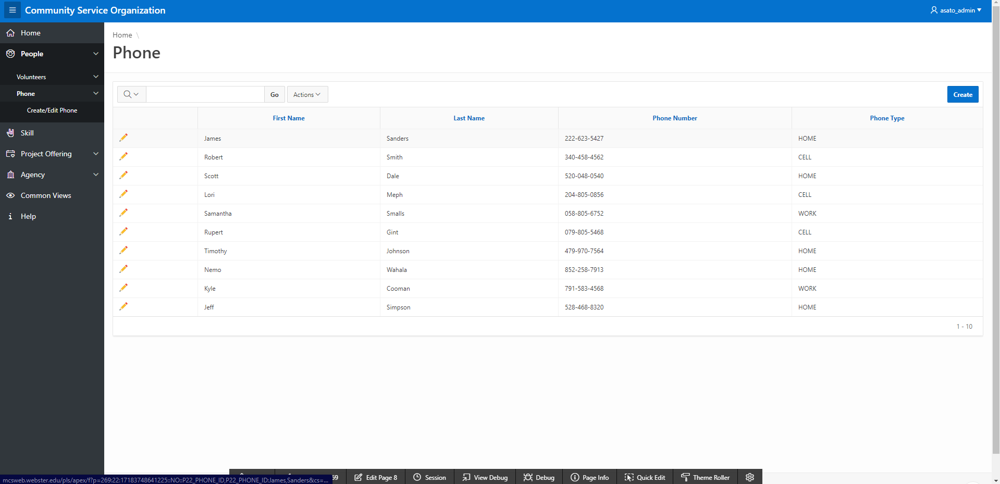 Community Service Organization
asato_admin
Home
People
Volunteers
Phone
Create/Edit Phone
Skill
Project Offering
Agency
Common Views
Help
Home \
Phone
Go
Actions
Create
First Name Last Name Phone Number Phone Type
James Sanders 222-623-5427 HOME
Robert Smith 340-458-4562 CELL
Scott Dale 520-048-0540 HOME
Lori Meph 204-805-0856 CELL
Samantha Smalls 058-805-6752 WORK
Rupert Gint 079-805-5468 CELL
Timothy Johnson 479-970-7564 HOME
Nemo Wahala 852-258-7913 HOME
Kyle Cooman 791-583-4568 WORK
Jeff Simpson 528-468-8320 HOME
1 - 10
mcsweb.webster.edu/pls/apex/f?p=269:22:17183748641225::NO::P22_PHONE_ID,P22_PHONE_ID:James,Sanders&cs=...
69 Edit Page 8 Session View Debug Debug Page Info Quick Edit Theme Roller